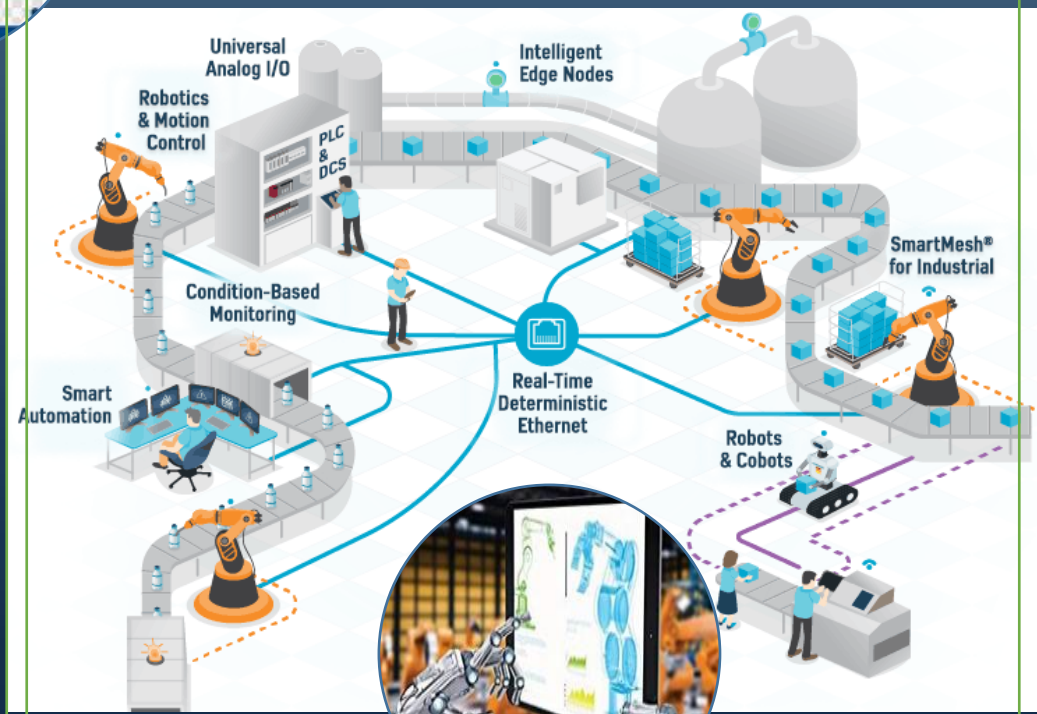 Universal
Analog I/O
Intelligent
Edge Nodes
Robotics
& Motion
Control
PLC
&
DCS
SmartMesh®
for Industrial
Condition-Based
Monitoring
Smart
Automation
Real-Time
Deterministic
Ethernet
Robots
& Cobots